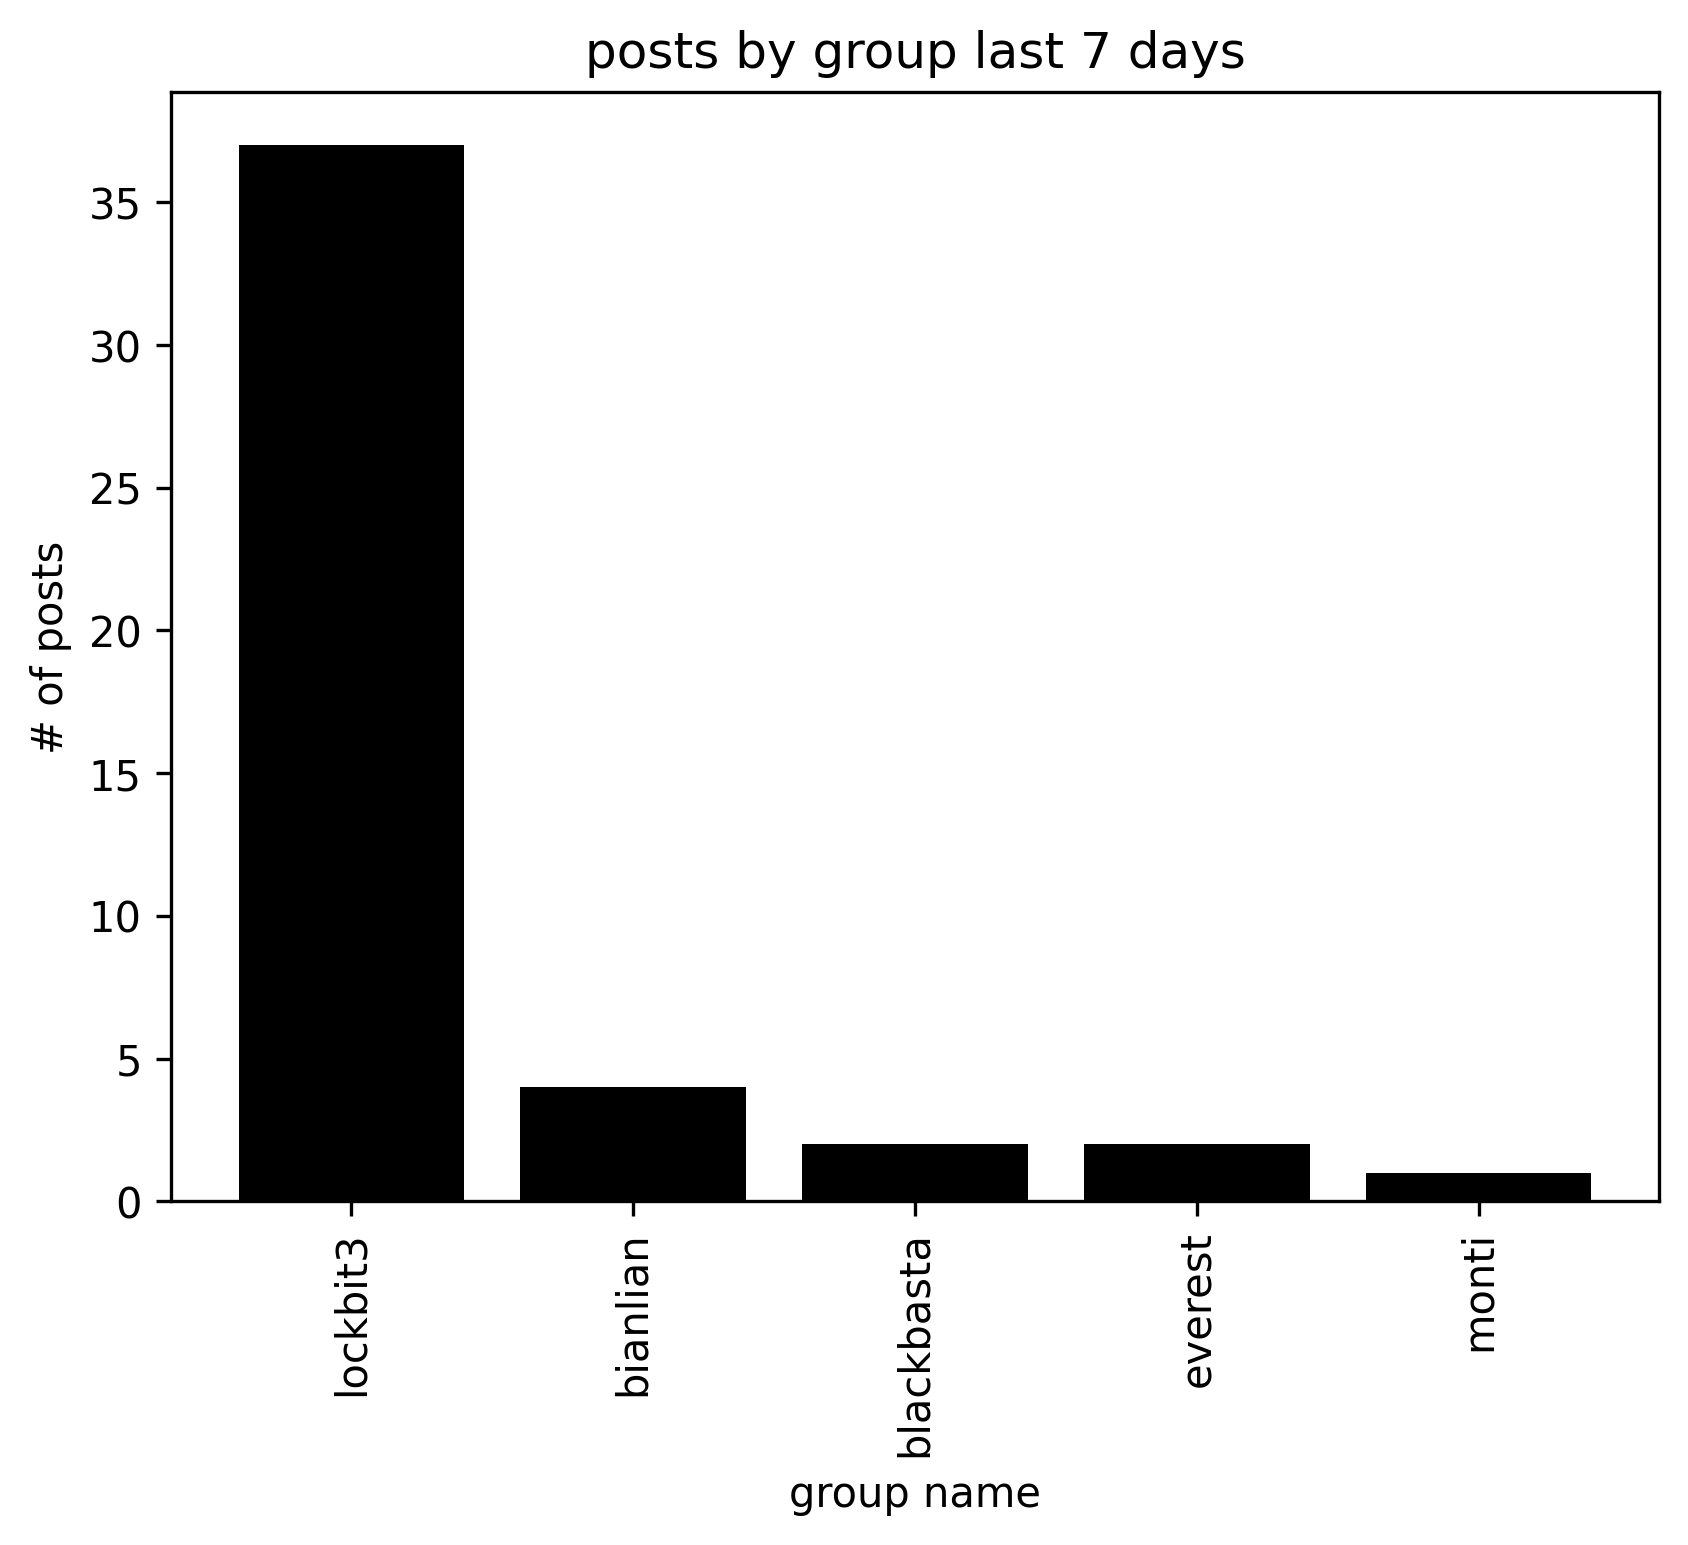 posts by group last 7 days
# of posts
35
30
25
20
15
10
5
0
lockbit3
bianlian
blackbasta
everest
monti
group name